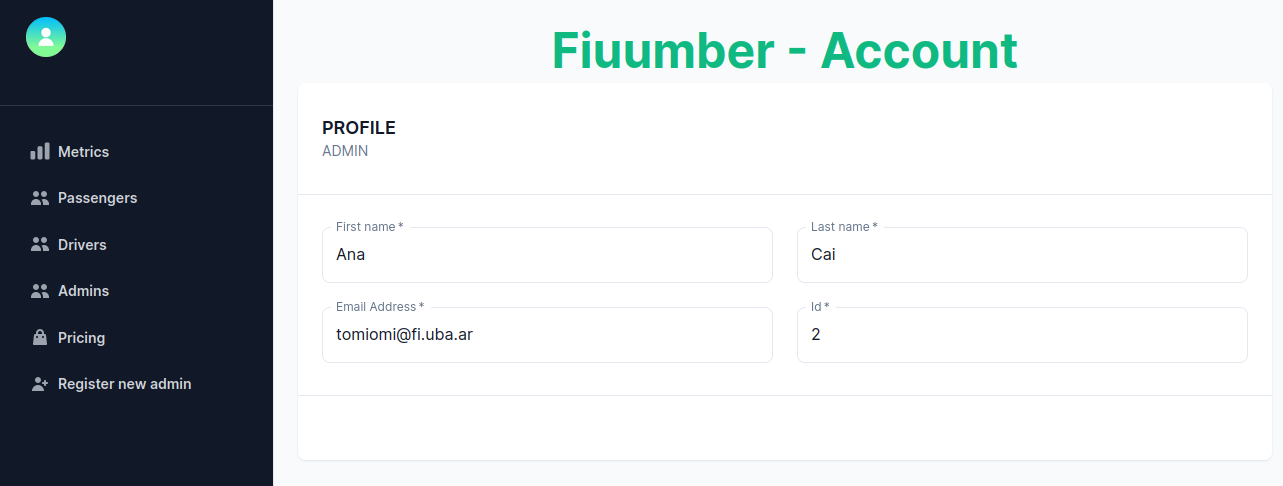 Fiuumber - Account
Metrics
Passengers
Drivers
Admins
Pricing
Register new admin
PROFILE
ADMIN
First name *
Ana
Last name *
Cai
Email Address *
tomiomi@fi.uba.ar
Id *
2